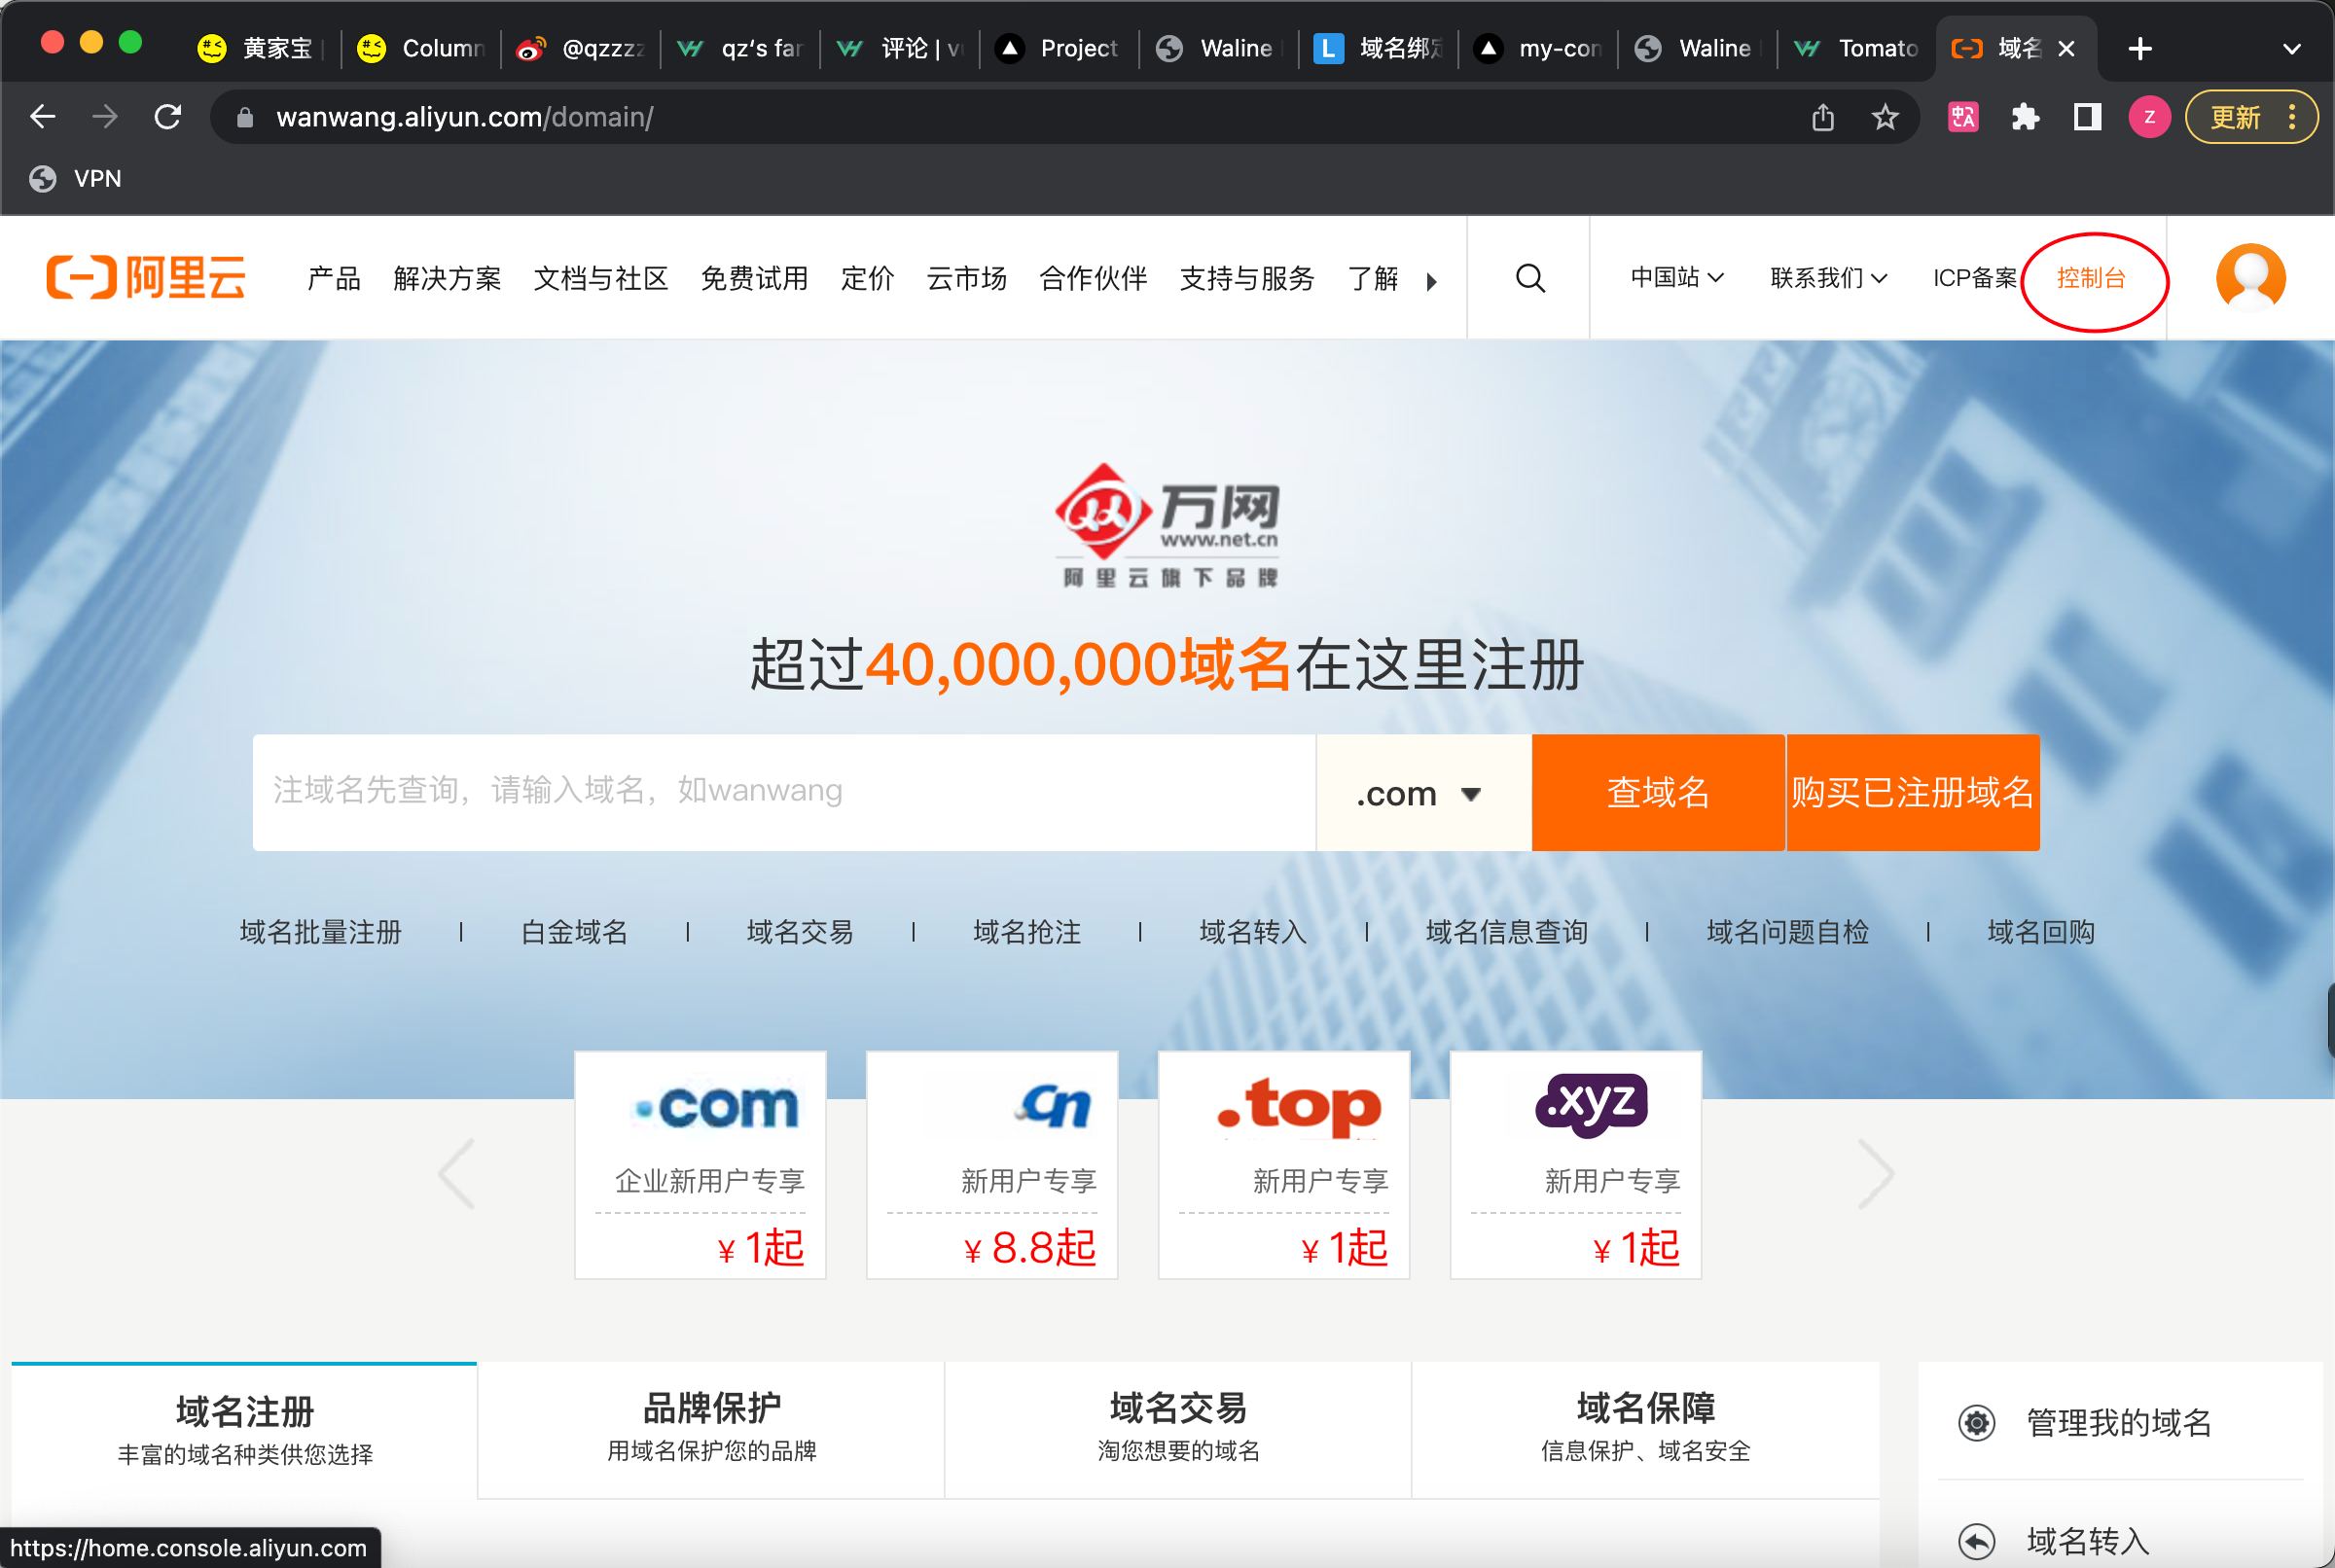 黄家宝
Column
@qzzzz
qz‘s far
评论 | v
Project
Waline
L
域名绑定
my-con
Waline
Tomato
域名
wanwang.aliyun.com/domain/
Z
更新
VPN
阿里云
产品 解决方案 文档与社区 免费试用 定价 云市场 合作伙伴 支持与服务 了解
中国站 联系我们 ICP备案 控制台
万网
www.net.cn
阿里云旗下品牌
超过40,000,000域名在这里注册
注域名先查询，请输入域名，如wanwang
.com
查域名
购买已注册域名
域名批量注册 | 白金域名 | 域名交易 | 域名抢注 | 域名转入 | 域名信息查询 | 域名问题自检 | 域名回购
.com
企业新用户专享
¥ 1起
.cn
新用户专享
¥ 8.8起
.top
新用户专享
¥ 1起
.xyz
新用户专享
¥ 1起
域名注册
丰富的域名种类供您选择
品牌保护
用域名保护您的品牌
域名交易
淘您想要的域名
域名保障
信息保护、域名安全
管理我的域名
域名转入
https://home.console.aliyun.com